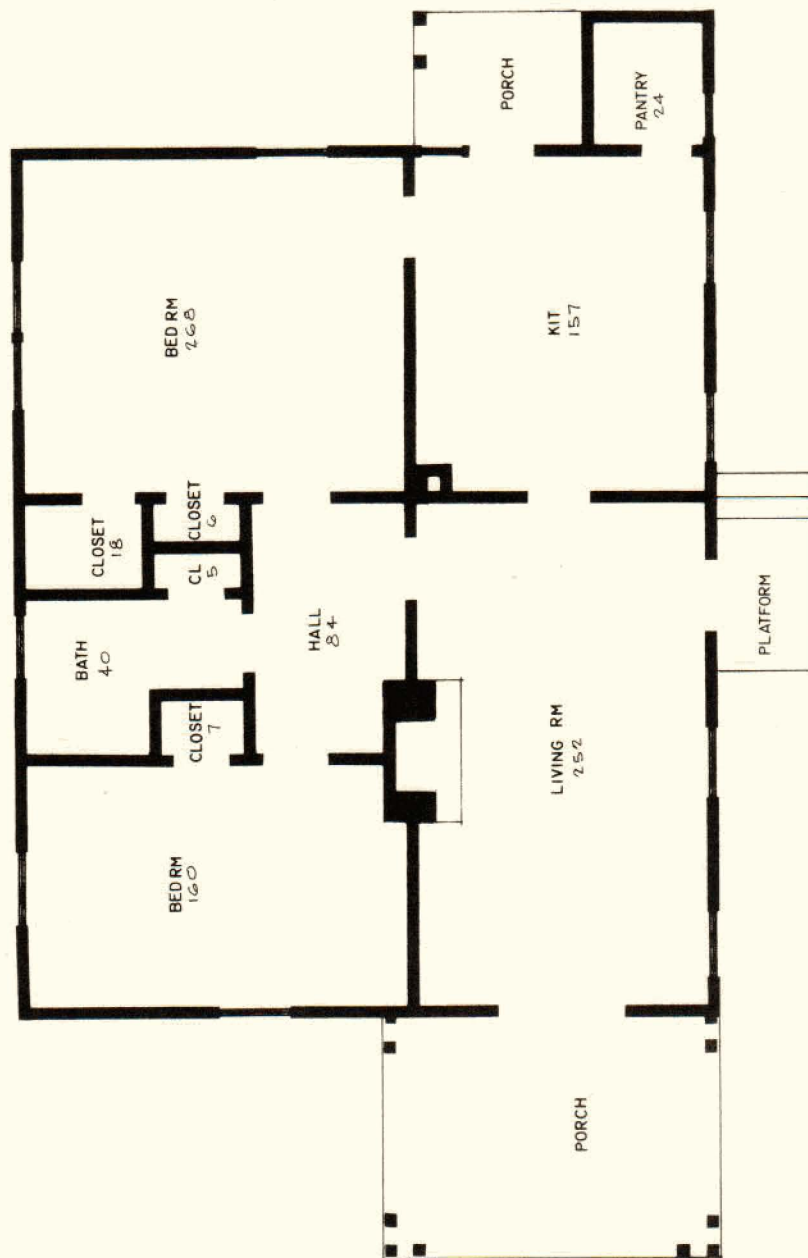 PORCH
PANTRY
24
BED RM
268
KIT
157
CLOSET
18
CLOSET
6
CL
5
BATH
40
HALL
84
CLOSET
7
LIVING RM
252
PLATFORM
BED RM
160
PORCH